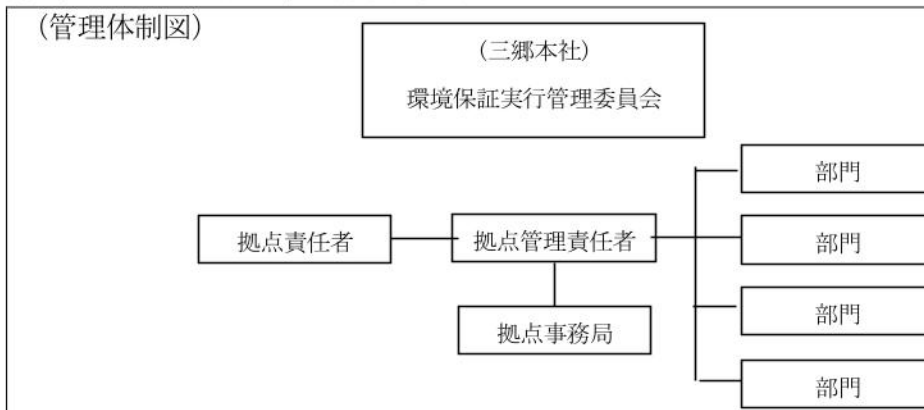 (管理体制図)
(三郷本社)
環境保証実行管理委員会
部門
部門
拠点責任者
拠点管理責任者
部門
拠点事務局
部門